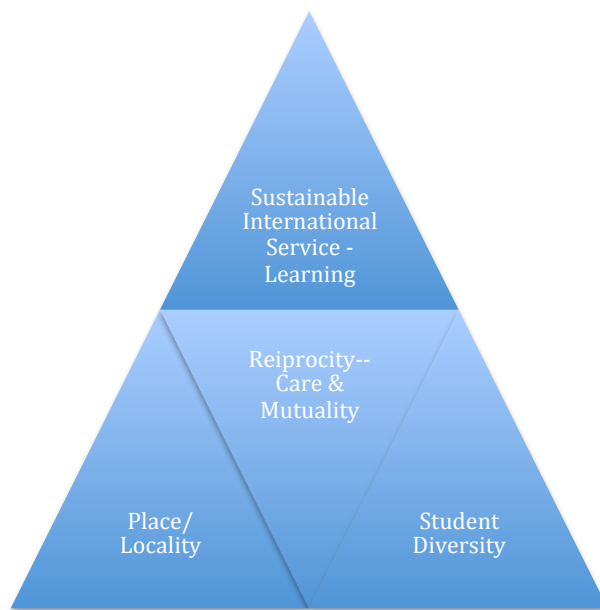 Sustainable
International
Service -
Learning
Reiprocity--
Care &
Mutuality
Place/
Locality
Student
Diversity